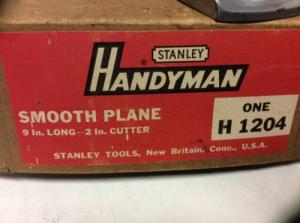 STANLEY
®
HANDYMAN
SMOOTH PLANE
9 In. LONG—2 In. CUTTER
ONE
H 1204
STANLEY TOOLS, New Britain, Conn., U.S.A.